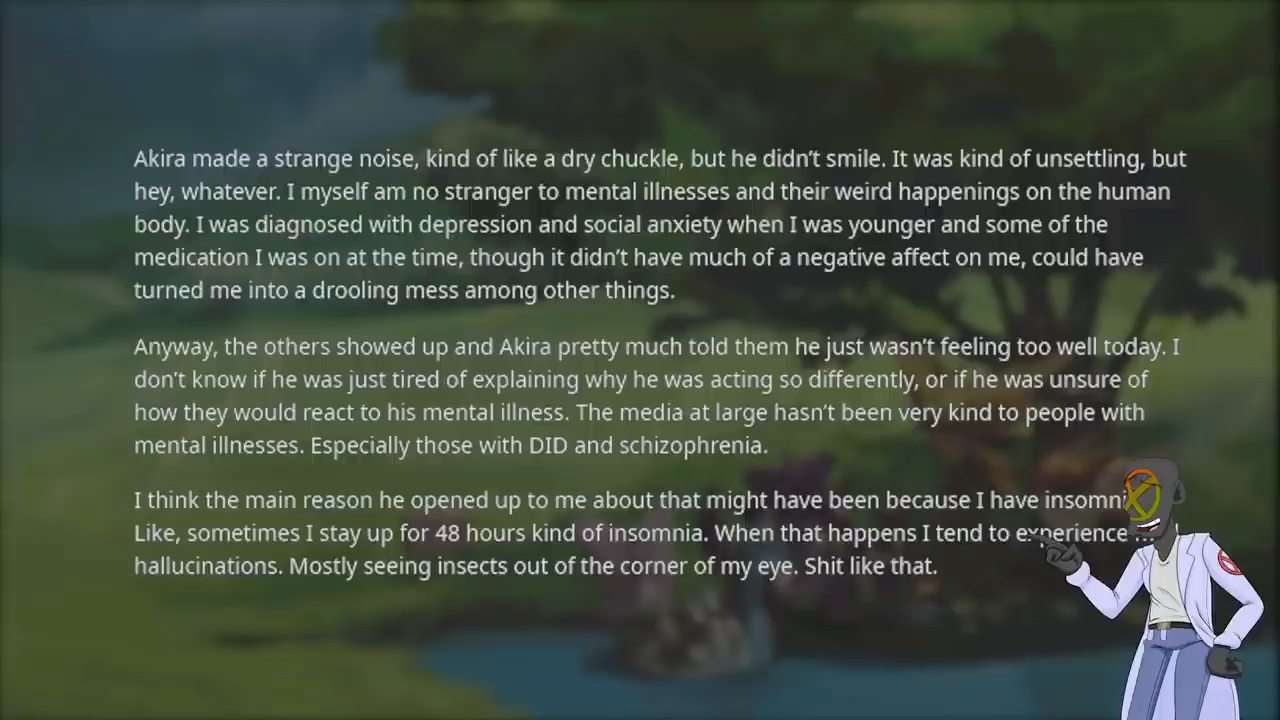 Akira made a strange noise, kind of like a dry chuckle, but he didn’t smile. It was kind of unsettling, but
hey, whatever. I myself am no stranger to mental illnesses and their weird happenings on the human
body. I was diagnosed with depression and social anxiety when I was younger and some of the
medication I was on at the time, though it didn’t have much of a negative affect on me, could have
turned me into a drooling mess among other things.
Anyway, the others showed up and Akira pretty much told them he just wasn’t feeling too well today. I
don’t know if he was just tired of explaining why he was acting so differently, or if he was unsure of
how they would react to his mental illness. The media at large hasn’t been very kind to people with
mental illnesses. Especially those with DID and schizophrenia.
I think the main reason he opened up to me about that might have been because I have
Like, sometimes I stay up for 48 hours kind of insomnia. When that happens I tend to experience
hallucinations. Mostly seeing insects out of the corner of my eye. Shit like that.